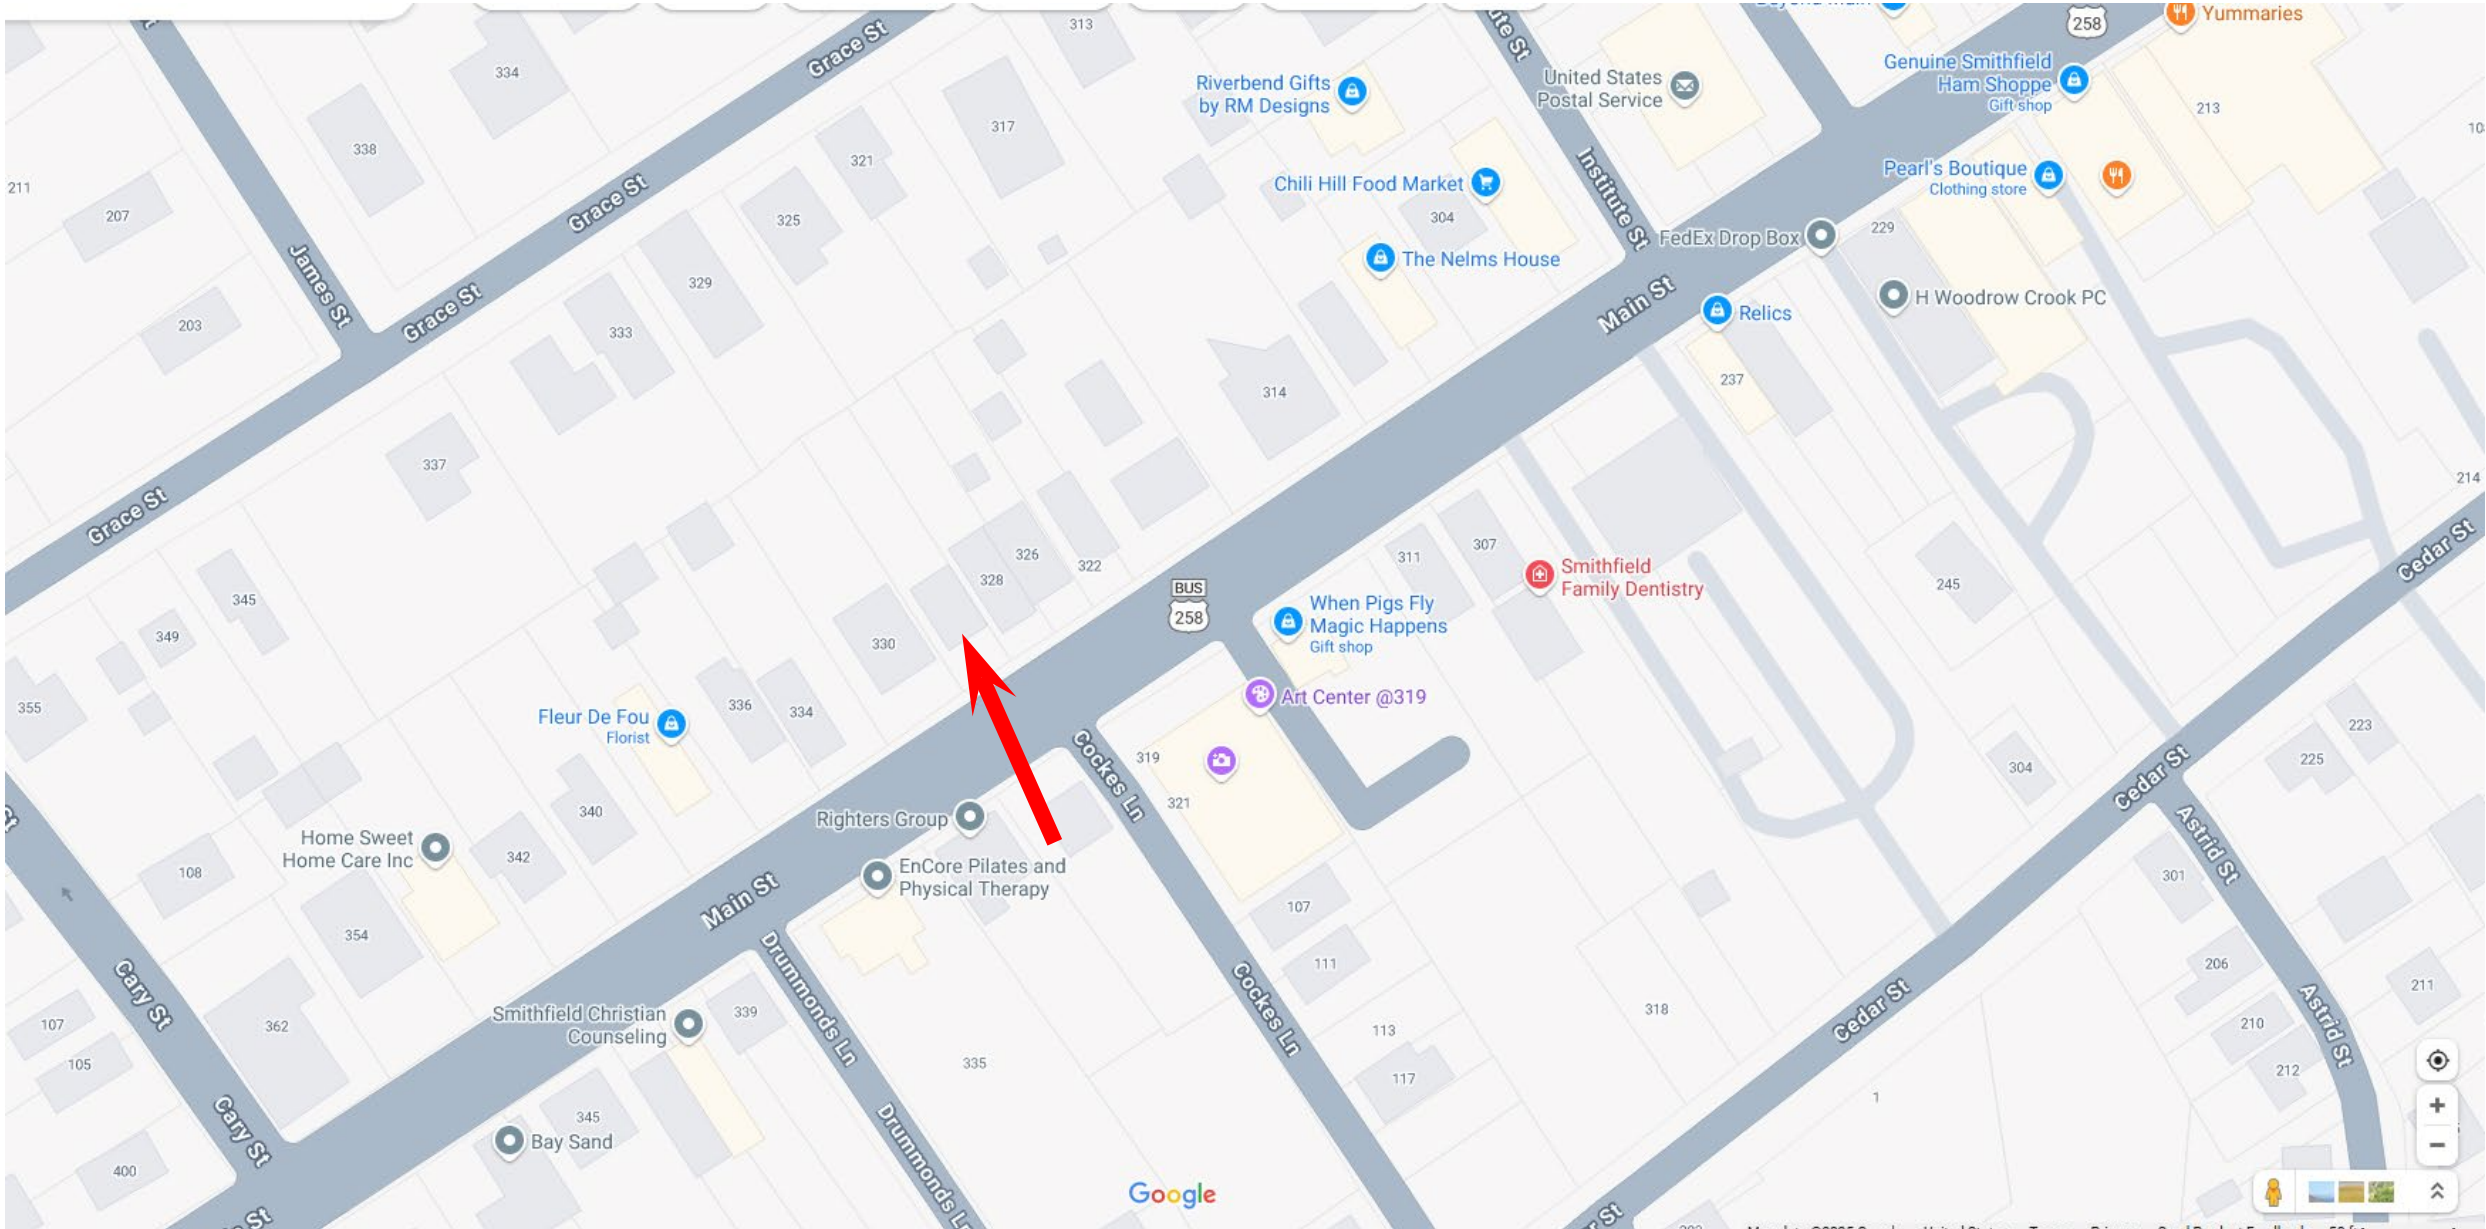 Grace St
313
334
Riverbend Gifts
by RM Designs
United States
Postal Service
258
Yummaries
Genuine Smithfield
Ham Shoppe
Gift shop
213
338
317
321
211
207
Chili Hill Food Market
304
Institute St
Pearl's Boutique
Clothing store
Grace St
325
The Nelms House
FedEx Drop Box
229
James St
329
Main St
H Woodrow Crook PC
203
Grace St
333
Relics
237
314
337
214
Grace St
326
328
322
311
307
Smithfield
Family Dentistry
245
Cedar St
345
349
BUS
258
When Pigs Fly
Magic Happens
Gift shop
330
355
336
334
Fleur De Fou
Florist
Art Center @319
223
225
Cockes Ln
319
321
304
Cedar St
Righters Group
340
Home Sweet
Home Care Inc
342
108
EnCore Pilates and
Physical Therapy
Astrid St
301
Main St
107
354
111
206
Drummonds Ln
Cary St
Smithfield Christian
Counseling
339
362
107
105
Cockes Ln
318
Cedar St
211
210
Astrid St
212
113
117
335
1
Cary St
345
Bay Sand
400
Drummonds Ln
Google